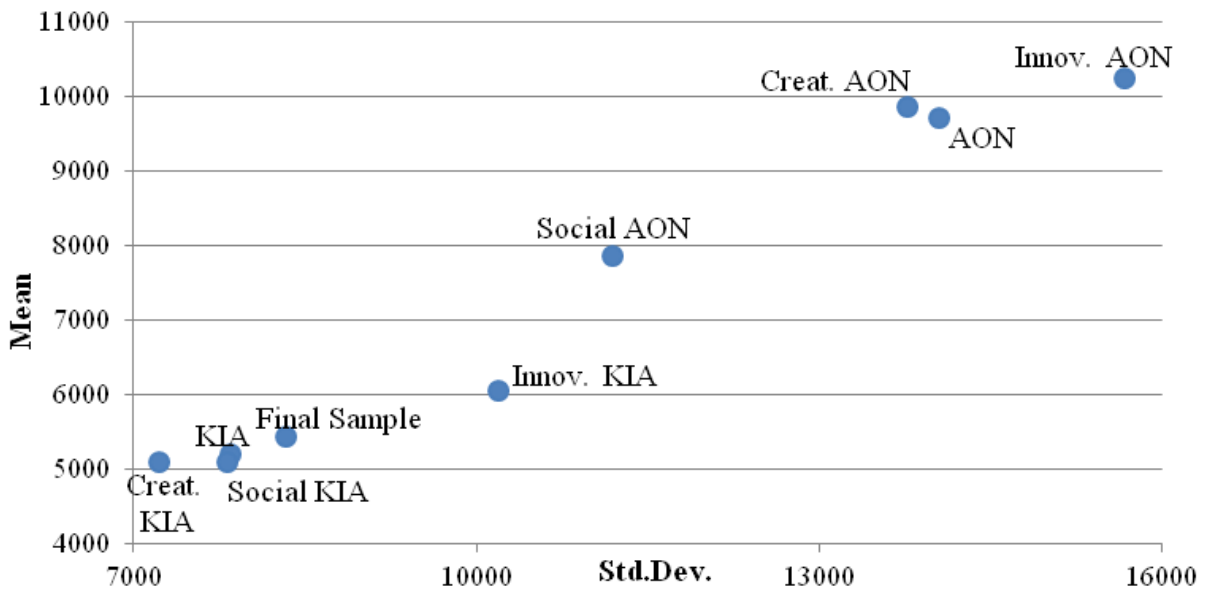 11000
Innov. AON
Creat. AON
10000
AON
9000
Social AON
8000
Mean
7000
Innov. KIA
6000
Final Sample
KIA
5000
Creat.
KIA
Social KIA
4000
7000
10000
Std.Dev.
13000
16000